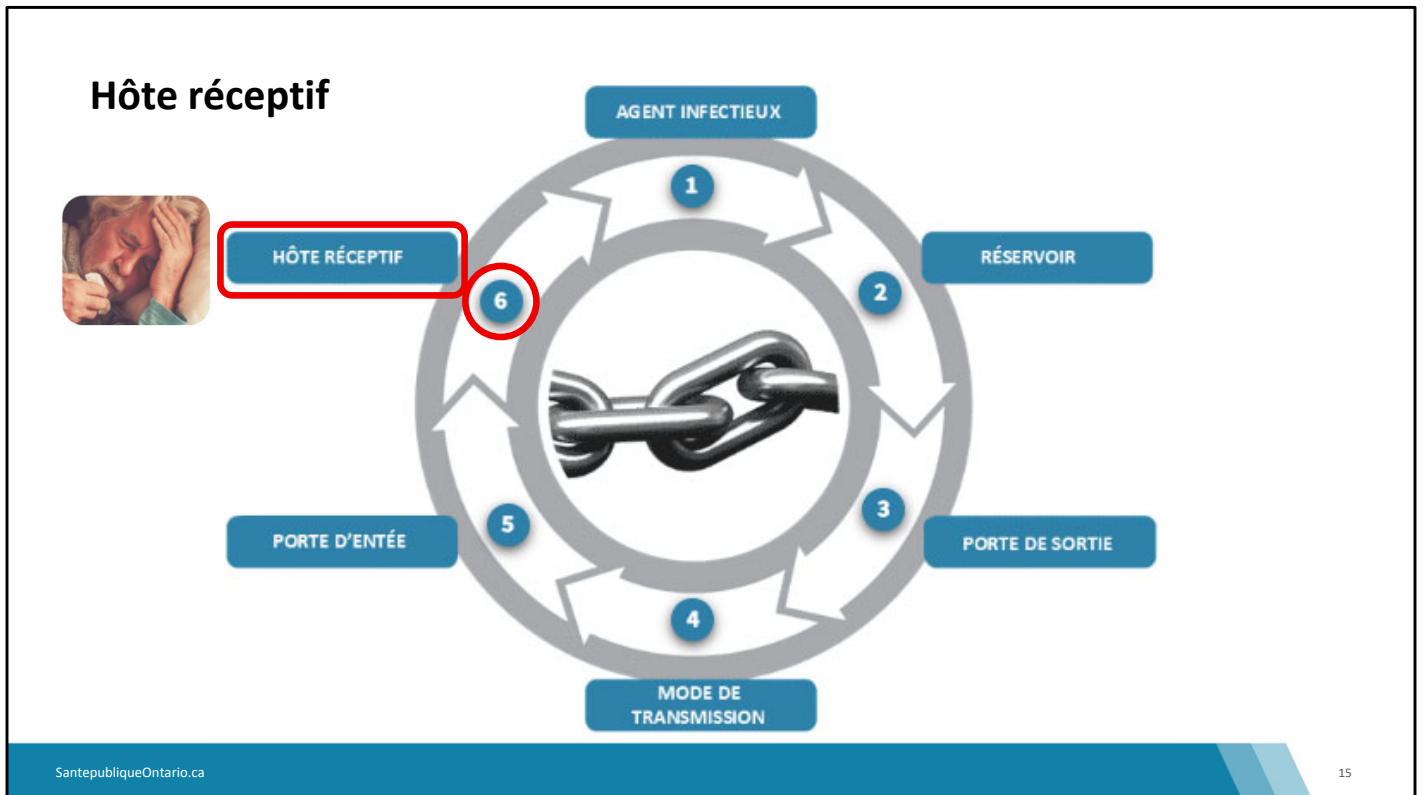 Hôte réceptif
AGENT INFECTIEUX
1
HÔTE RÉCEPTIF
RÉSERVOIR
6
2
5
3
PORTE D'ENTÉE
PORTE DE SORTIE
4
MODE DE
TRANSMISSION
SantepubliqueOntario.ca
15